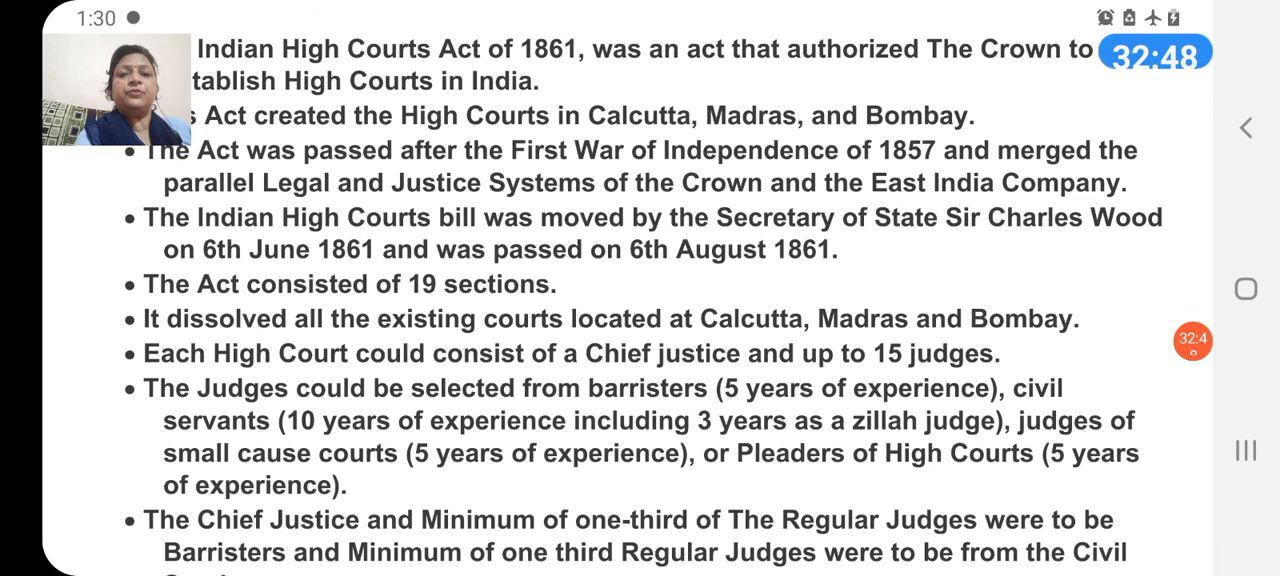 1:30
Indian High Courts Act of 1861, was an act that authorized The Crown to
32:48
tablish High Courts in India.
s Act created the High Courts in Calcutta, Madras, and Bombay.
• The Act was passed after the First War of Independence of 1857 and merged the
parallel Legal and Justice Systems of the Crown and the East India Company.
• The Indian High Courts bill was moved by the Secretary of State Sir Charles Wood
on 6th June 1861 and was passed on 6th August 1861.
• The Act consisted of 19 sections.
• It dissolved all the existing courts located at Calcutta, Madras and Bombay.
32:4
• Each High Court could consist of a Chief justice and up to 15 judges.
• The Judges could be selected from barristers (5 years of experience), civil
servants (10 years of experience including 3 years as a zillah judge), judges of
small cause courts (5 years of experience), or Pleaders of High Courts (5 years
of experience).
• The Chief Justice and Minimum of one-third of The Regular Judges were to be
Barristers and Minimum of one third Regular Judges were to be from the Civil